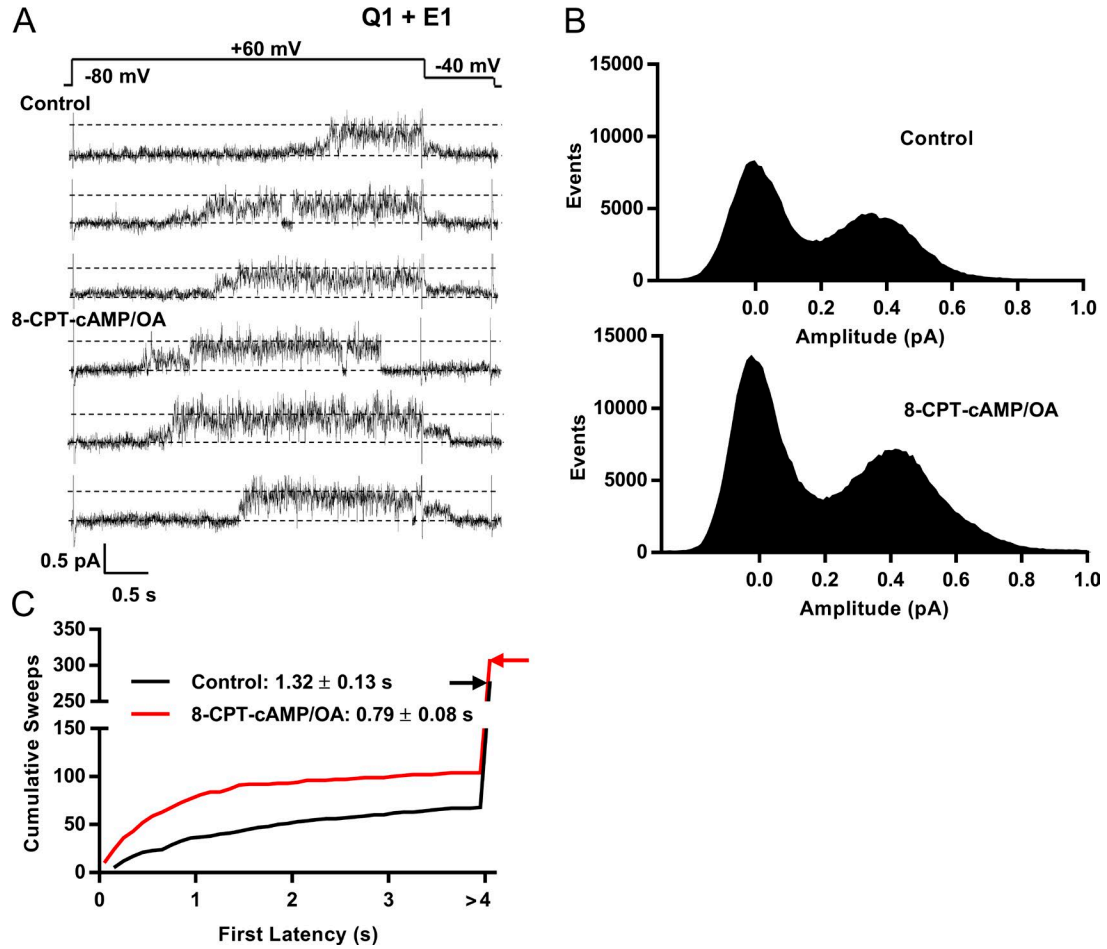 A
Q1 + E1
+60 mV
-80 mV
-40 mV
Control
8-CPT-cAMP/OA
0.5 pA
0.5 s
B
15000
10000
5000
0
Events
Control
0.0 0.2 0.4 0.6 0.8 1.0
Amplitude (pA)
15000
10000
5000
0
Events
8-CPT-cAMP/OA
0.0 0.2 0.4 0.6 0.8 1.0
Amplitude (pA)
C
350
300
250
150
100
50
0
Cumulative Sweeps
Control: 1.32 ± 0.13 s
8-CPT-cAMP/OA: 0.79 ± 0.08 s
0 1 2 3 >4
First Latency (s)